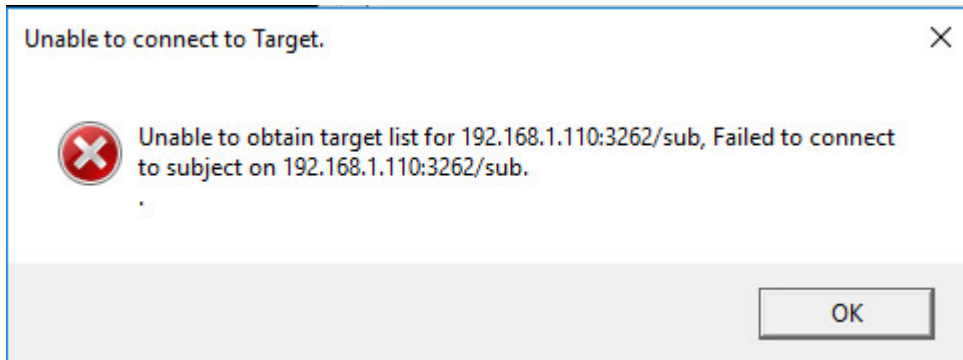 Unable to connect to Target.
Unable to obtain target list for 192.168.1.110:3262/sub, Failed to connect
to subject on 192.168.1.110:3262/sub.
.
OK